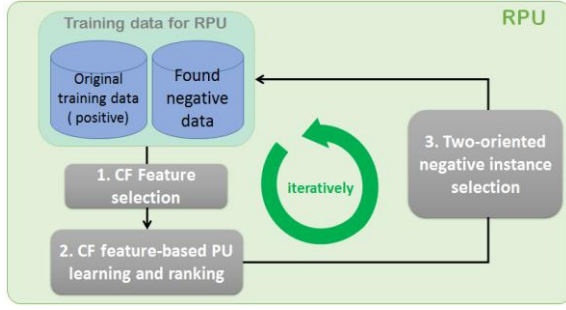 RPU
Training data for RPU
Original
training data
( positive)
Found
negative
data
1. CF Feature
selection
2. CF feature-based PU
learning and ranking
iteratively
3. Two-oriented
negative instance
selection